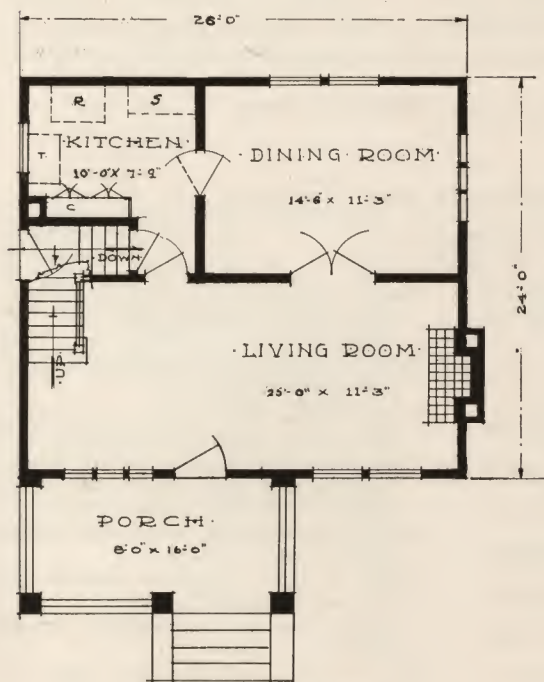 26'-0"
R S
·KITCHEN·
T.
10'-0" X 7'-9"
C
DOWN
DINING ROOM
14'-6" X 11'-3"
24'-0"
·LIVING ROOM·
25'-0" X 11'-3"
UP
PORCH·
8'-0" X 16'-0"